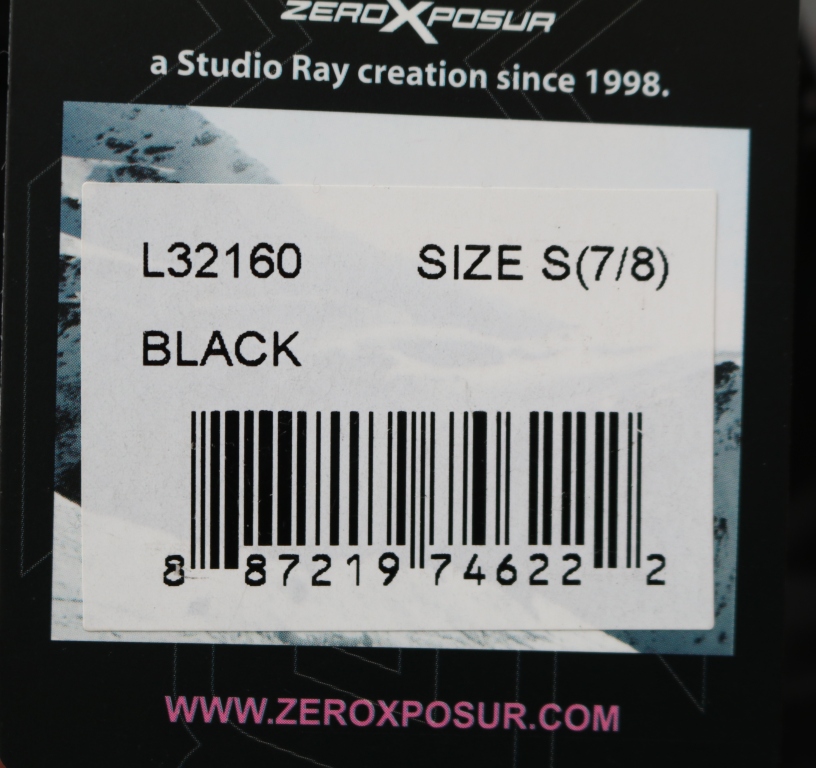 ZEROXPOSUR
a Studio Ray creation since 1998.
L32160 SIZE S(7/8)
BLACK
8 87219 74622 2
WWW.ZEROXPOSUR.COM